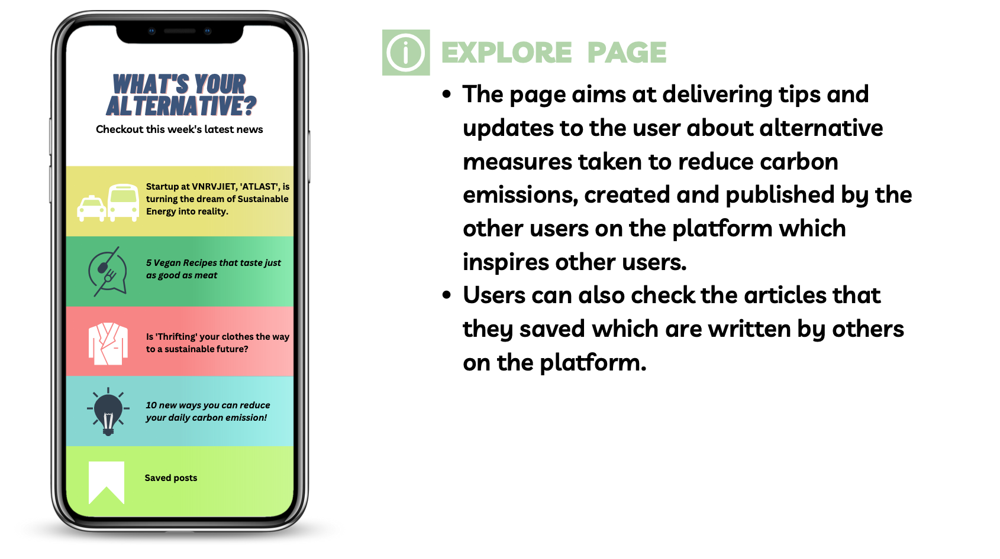 WHAT'S YOUR
ALTERNATIVE?
Checkout this week's latest news
Startup at VNRVJIET, 'ATLAST', is
turning the dream of Sustainable
Energy into reality.
5 Vegan Recipes that taste just
as good as meat
Is 'Thrifting' your clothes the way
to a sustainable future?
10 new ways you can reduce
your daily carbon emission!
Saved posts
EXPLORE PAGE
• The page aims at delivering tips and
updates to the user about alternative
measures taken to reduce carbon
emissions, created and published by the
other users on the platform which
inspires other users.
• Users can also check the articles that
they saved which are written by others
on the platform.